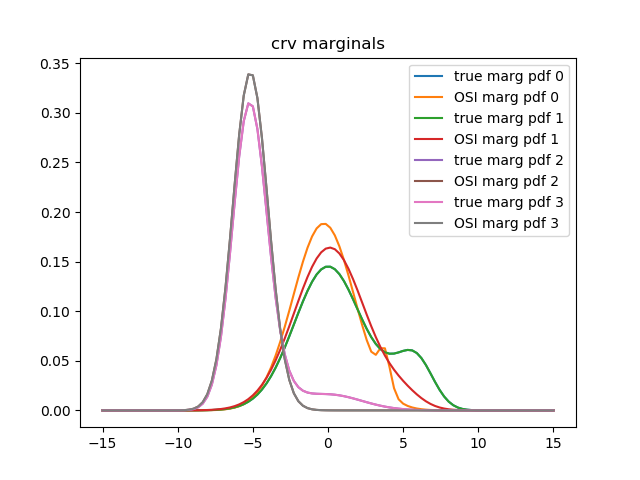 crv marginals
0.35
0.30
0.25
0.20
0.15
0.10
0.05
0.00
true marg pdf 0
OSI marg pdf 0
true marg pdf 1
OSI marg pdf 1
true marg pdf 2
OSI marg pdf 2
true marg pdf 3
OSI marg pdf 3
−15 −10 −5 0 5 10 15